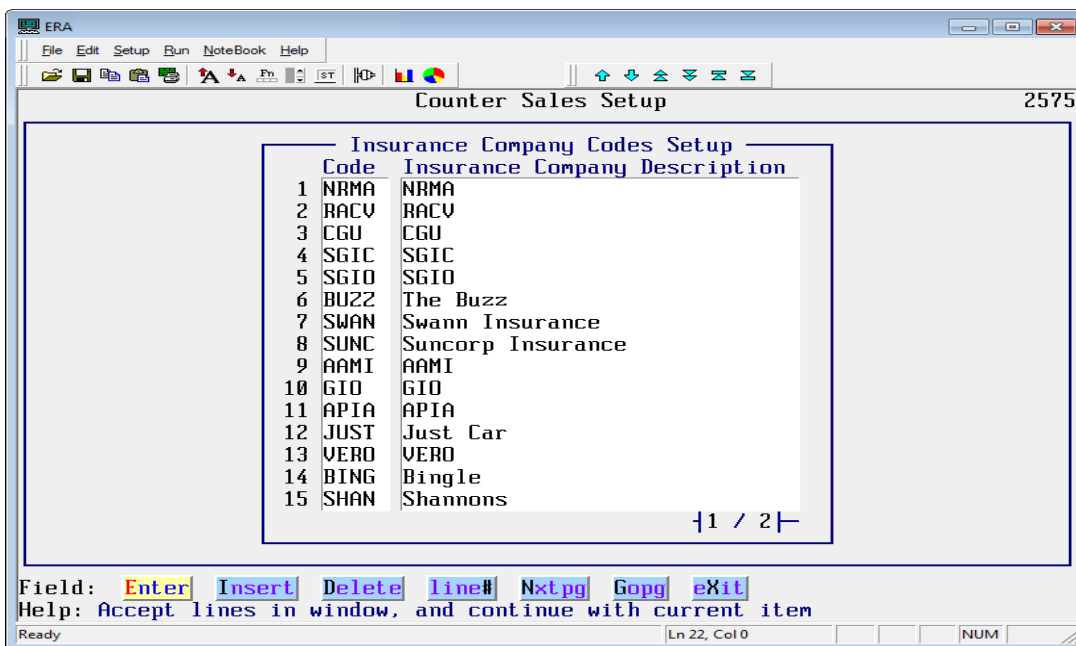 ERA
File Edit Setup Run NoteBook Help
Fn ST
Counter Sales Setup 2575
Insurance Company Codes Setup
Code Insurance Company Description
1 NRMA NRMA
2 RACV RACV
3 CGU CGU
4 SGIC SGIC
5 SGIO SGIO
6 BUZZ The Buzz
7 SWAN Swann Insurance
8 SUNC Suncorp Insurance
9 AAMI AAMI
10 GIO GIO
11 APIA APIA
12 JUST Just Car
13 VERO VERO
14 BING Bingle
15 SHAN Shannons
1 / 2
Field: Enter Insert Delete line# Nxtpg Gopg eXit
Help: Accept lines in window, and continue with current item
Ready Ln 22, Col 0 NUM